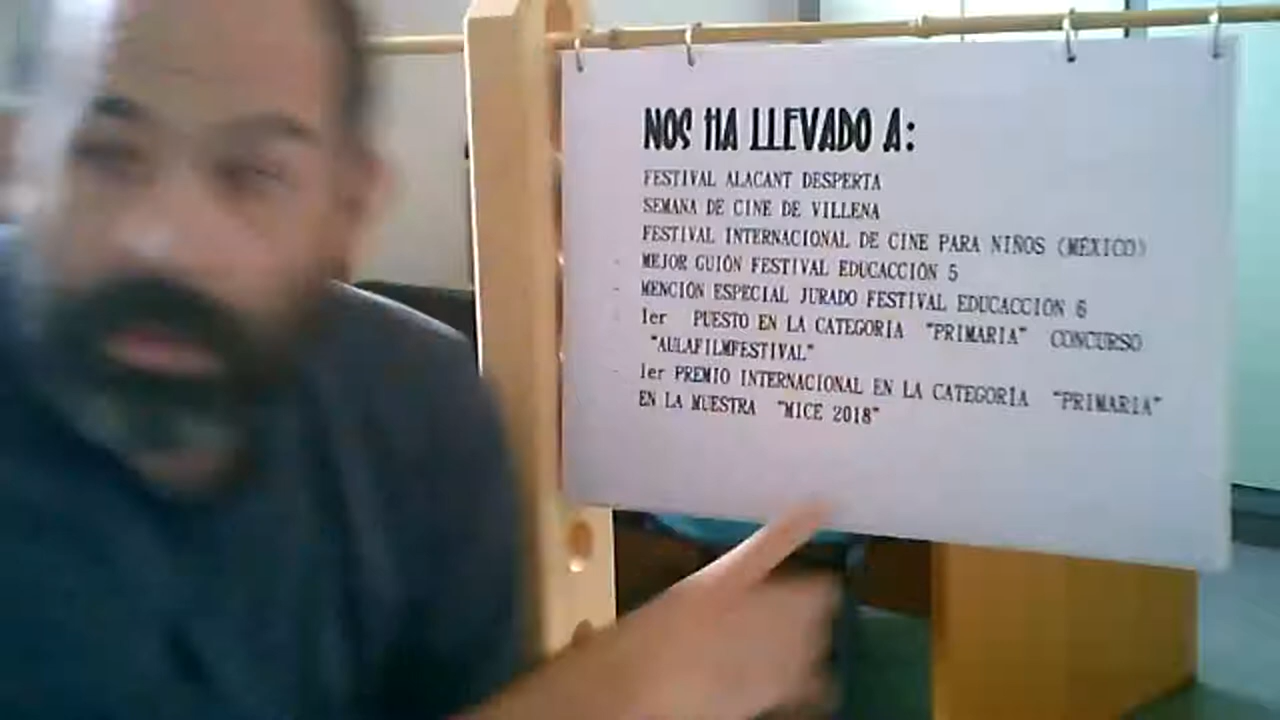 NOS HA LLEVADO A:
FESTIVAL ALACANT DESPERTA
SEMANA DE CINE DE VILLENA
FESTIVAL INTERNACIONAL DE CINE PARA NIÑOS (MÉXICO)
- MEJOR GUIÓN FESTIVAL EDUCACCIÓN 5
- MENCIÓN ESPECIAL JURADO FESTIVAL EDUCACCIÓN 6
- 1er PUESTO EN LA CATEGORÍA "PRIMARIA" CONCURSO
"AULAFILMFESTIVAL"
- 1er PREMIO INTERNACIONAL EN LA CATEGORÍA "PRIMARIA"
EN LA MUESTRA "MICE 2018"